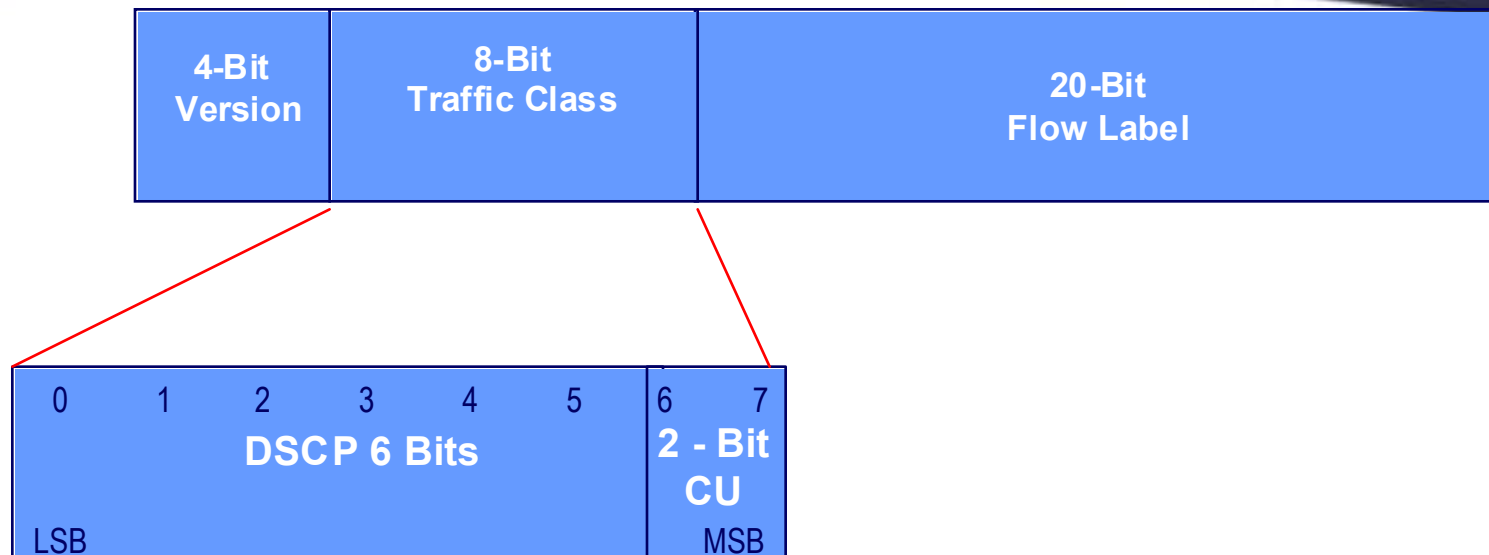 4-Bit
Version
8-Bit
Traffic Class
20-Bit
Flow Label
0 1 2 3 4 5 6 7
DSCP 6 Bits
2 - Bit
CU
LSB
MSB